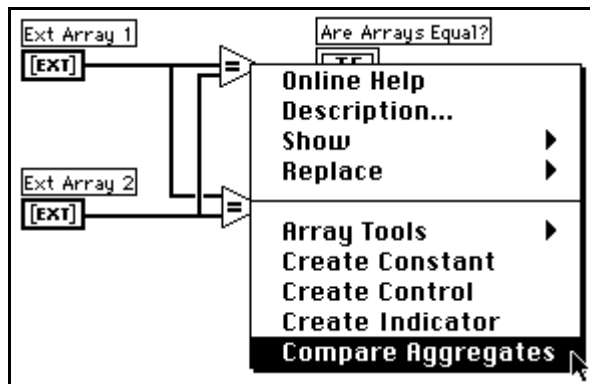 Ext Array 1
Are Arrays Equal?
[EXT]
=
Online Help
Description...
Show
Replace
Ext Array 2
[EXT]
=
Array Tools
Create Constant
Create Control
Create Indicator
Compare Aggregates